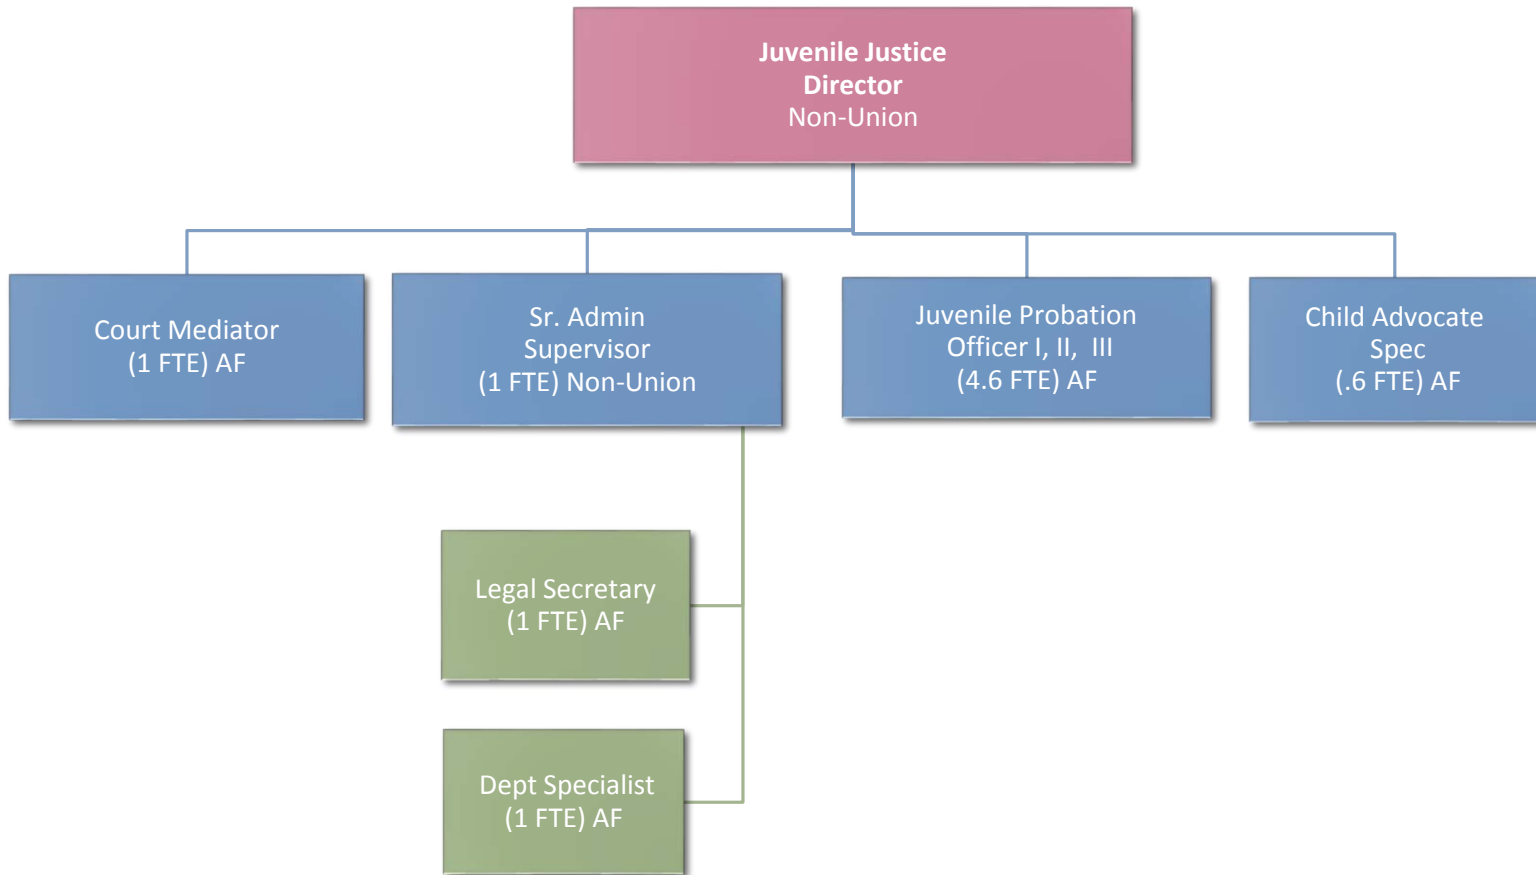 Juvenile Justice
Director
Non-Union
Court Mediator
(1 FTE) AF
Sr. Admin
Supervisor
(1 FTE) Non-Union
Juvenile Probation
Officer I, II, III
(4.6 FTE) AF
Child Advocate
Spec
(.6 FTE) AF
Legal Secretary
(1 FTE) AF
Dept Specialist
(1 FTE) AF